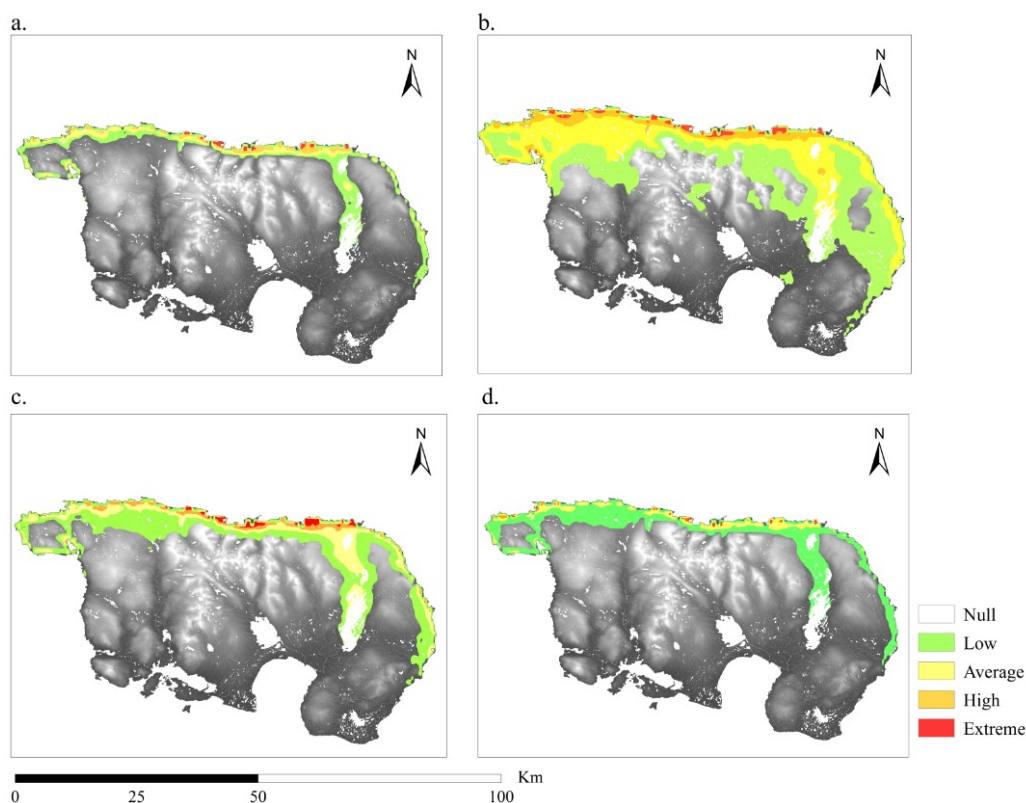 a.
b.
N
N
c.
d.
N
N
Null
Low
Average
High
Extreme
Km
0 25 50 100